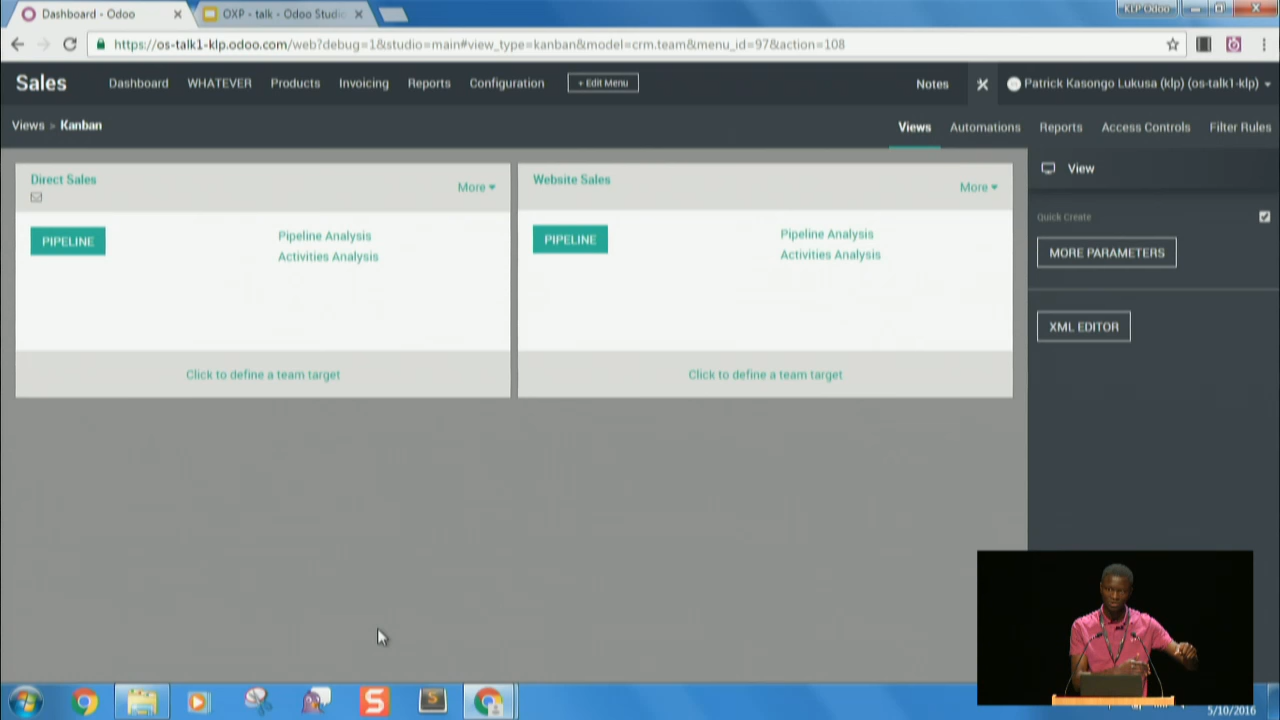 Dashboard - Odoo
OXP - talk - Odoo Studi
KLP Odoo
https://os-talk1-klp.odoo.com/web?debug=1&studio=main#view_type=kanban&model=crm.team&menu_id=97&action=108
Sales Dashboard WHATEVER Products Invoicing Reports Configuration + Edit Menu Notes Patrick Kasongo Lukusa (klp) (os-talk1-klp)
Views > Kanban Views Automations Reports Access Controls Filter Rules
Direct Sales
More
Website Sales
More
View
Quick Create
MORE PARAMETERS
XML EDITOR
PIPELINE
Pipeline Analysis
Activities Analysis
PIPELINE
Pipeline Analysis
Activities Analysis
Click to define a team target
Click to define a team target
5/10/2016